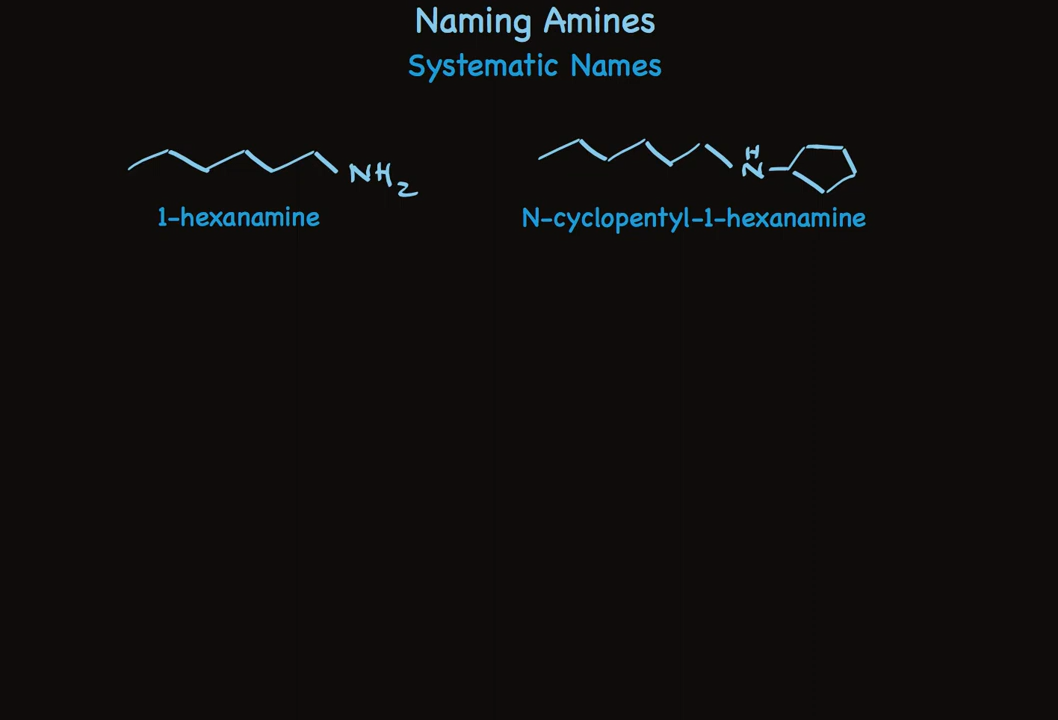 Naming Amines
Systematic Names
NH2
H
N
1-hexanamine
N-cyclopentyl-1-hexanamine